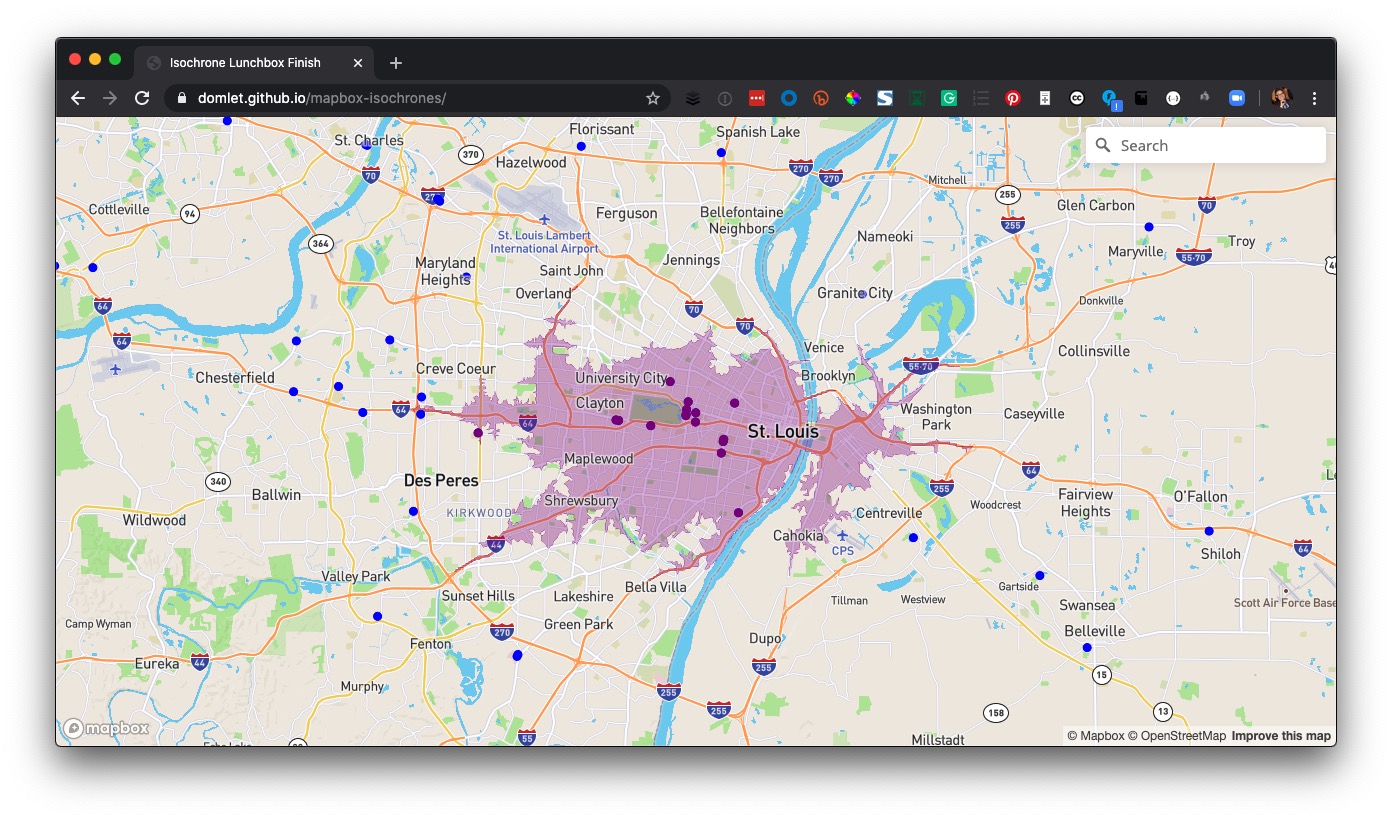 Isochrone Lunchbox Finish
domlet.github.io/mapbox-isochrones/
Search
St. Charles
Florissant
Spanish Lake
370
Hazelwood
70
270
270
Mitchell
255
Glen Carbon
70
Cottleville
94
St. Louis Lambert
International Airport
Ferguson
Bellefontaine
Neighbors
255
Nameoki
364
Maryville
Troy
55-70
Maryland
Heights
Saint John
Jennings
Overland
Granite City
Donkville
64
70
70
64
Venice
Collinsville
Chesterfield
Creve Coeur
University City
Brooklyn
55-70
Clayton
64
64
Washington
Park
Caseyville
St. Louis
Maplewood
Des Peres
340
Ballwin
Shrewsbury
KIRKWOOD
255
64
Woodcrest
Fairview
Heights
O'Fallon
Wildwood
44
Centreville
Cahokia
CPS
Shiloh
64
Valley Park
Sunset Hills
Lakeshire
Bella Villa
Gartside
Tillman
Westview
Swansea
Scott Air Force Base
Camp Wyman
Green Park
270
Fenton
Dupo
Belleville
Eureka
44
255
15
Murphy
255
255
158
13
55
mapbox
Millstadt
© Mapbox © OpenStreetMap Improve this map